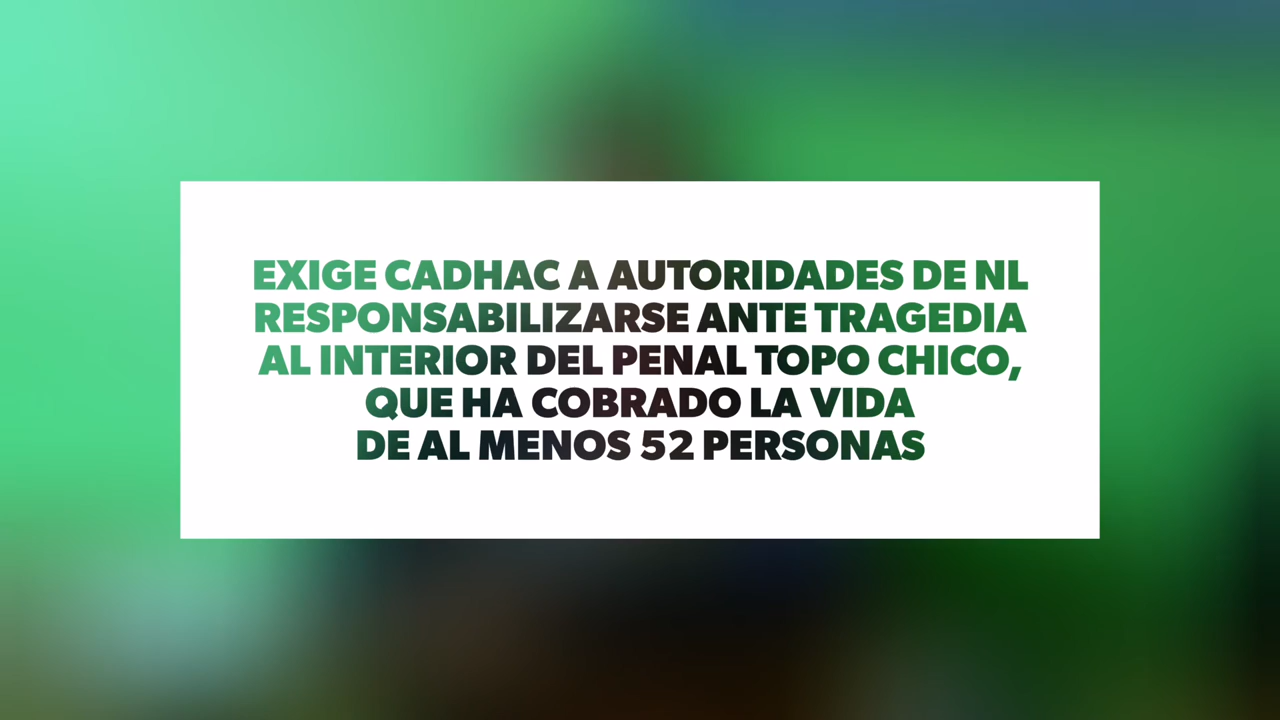 EXIGE CADHAC A AUTORIDADES DE NL
RESPONSABILIZARSE ANTE TRAGEDIA
AL INTERIOR DEL PENAL TOPO CHICO,
QUE HA COBRADO LA VIDA
DE AL MENOS 52 PERSONAS